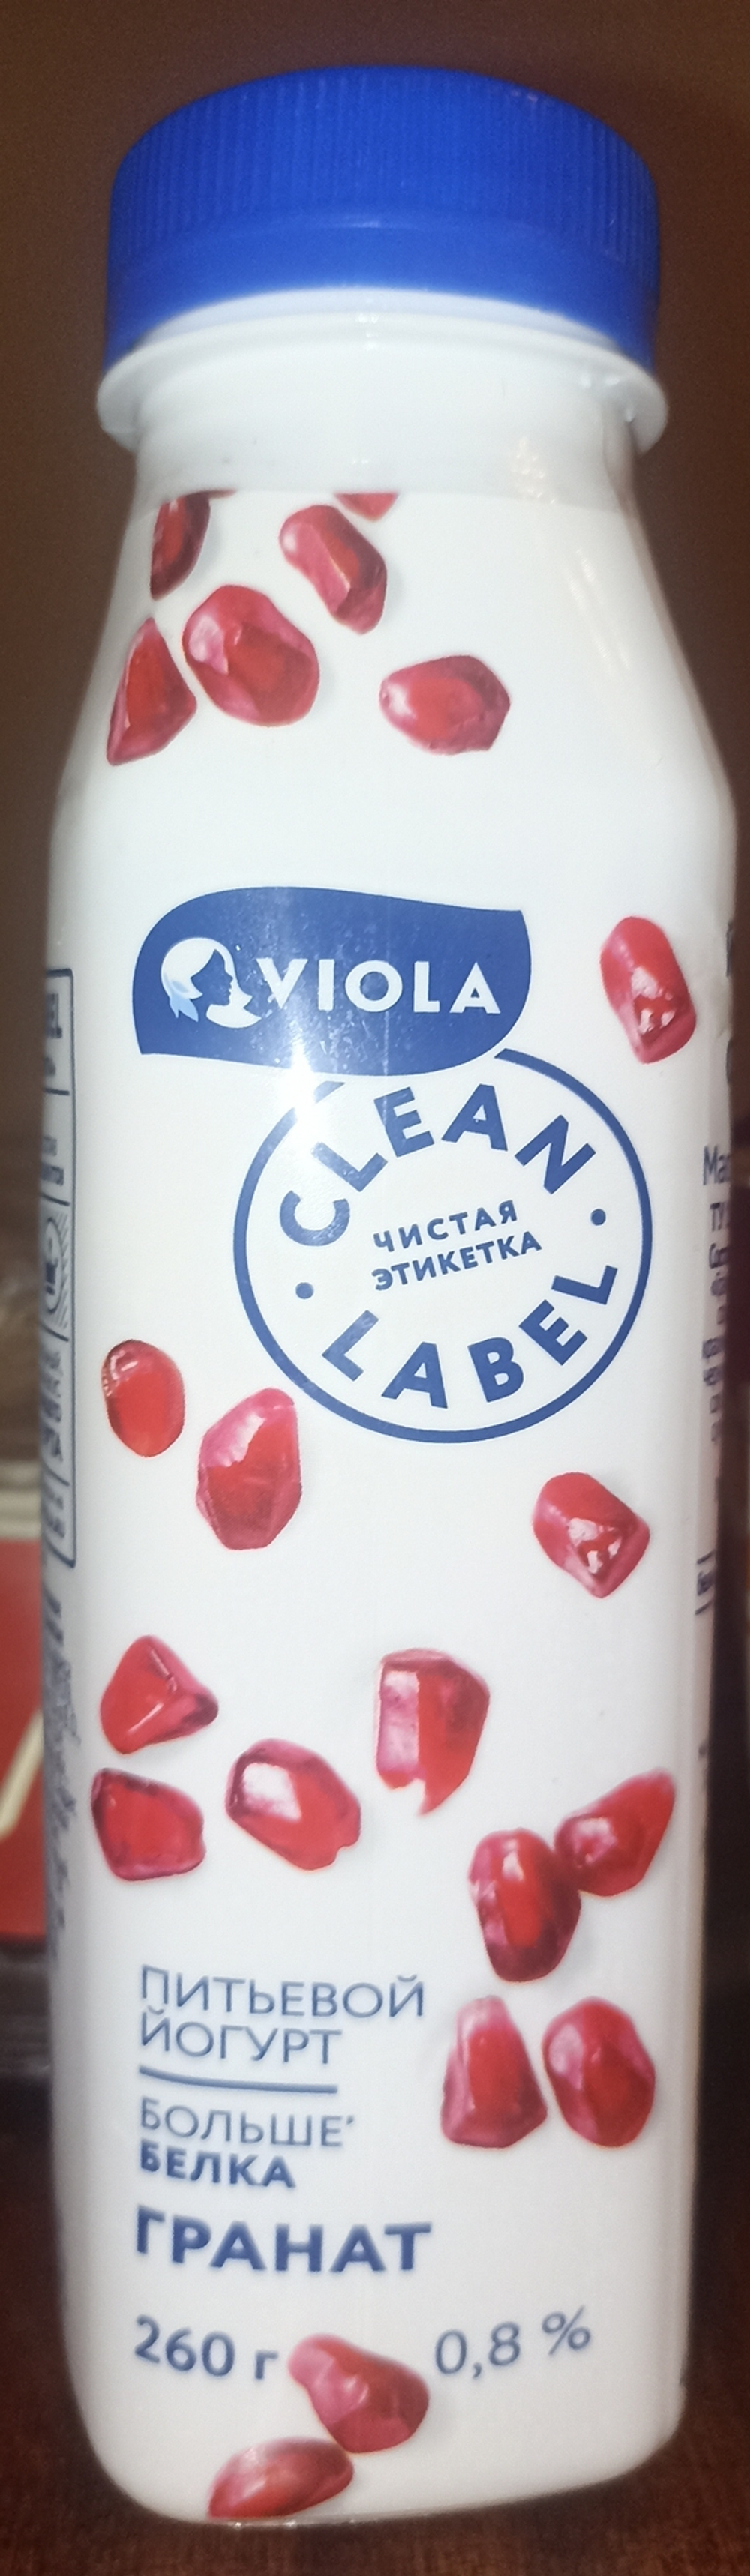 VIOLA
CLEAN
ЧИСТАЯ
ЭТИКЕТКА
LABEL
ПИТЬЕВОЙ
ЙОГУРТ
БОЛЬШЕ*
БЕЛКА
ГРАНАТ
260 г 0,8 %